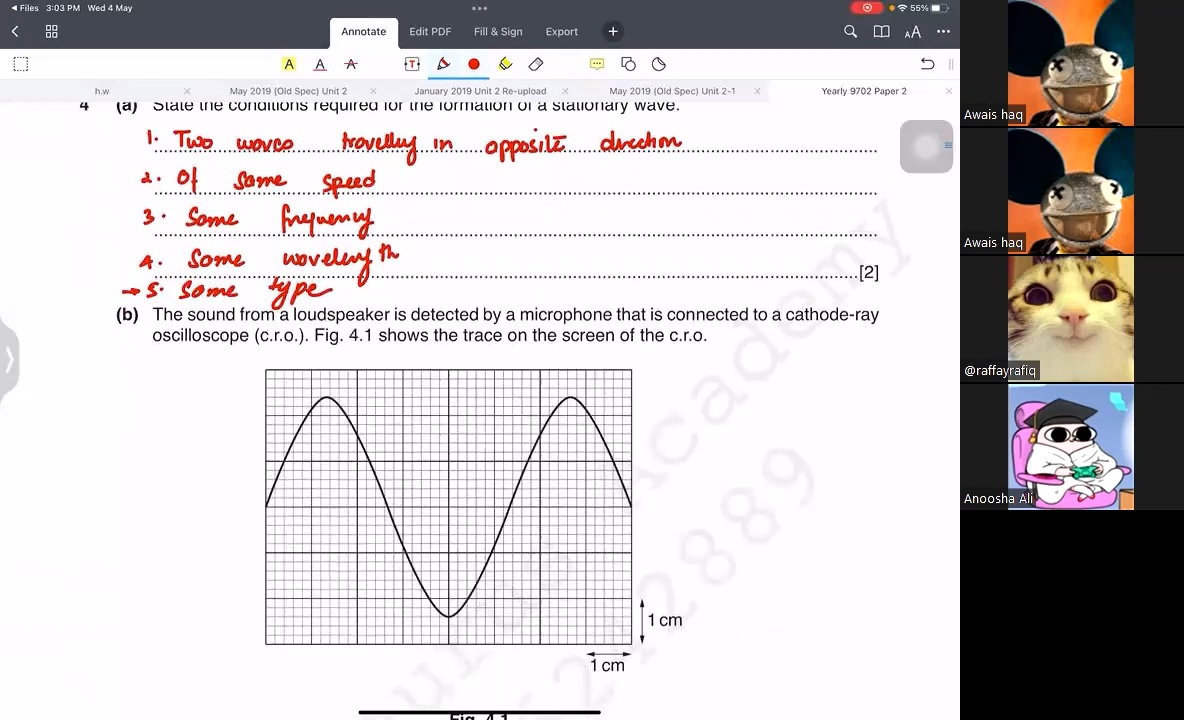 Files 3:03 PM Wed 4 May
55%
Annotate Edit PDF Fill & Sign Export
AA
A A A T
h.w May 2019 (Old Spec) Unit 2 January 2019 Unit 2 Re-upload May 2019 (Old Spec) Unit 2-1 Yearly 9702 Paper 2
4 (a) State the conditions required for the formation of a stationary wave.
1. Two waves travelling in opposite direction
2. Of same speed
3. Same frequency
4. Same wavelength
[2]
→ 5. Same type
(b) The sound from a loudspeaker is detected by a microphone that is connected to a cathode-ray
oscilloscope (c.r.o.). Fig. 4.1 shows the trace on the screen of the c.r.o.
1 cm
1 cm
Fig. 4.1
Academy
Awais haq
Awais haq
@raffayrafiq
Anoosha Ali